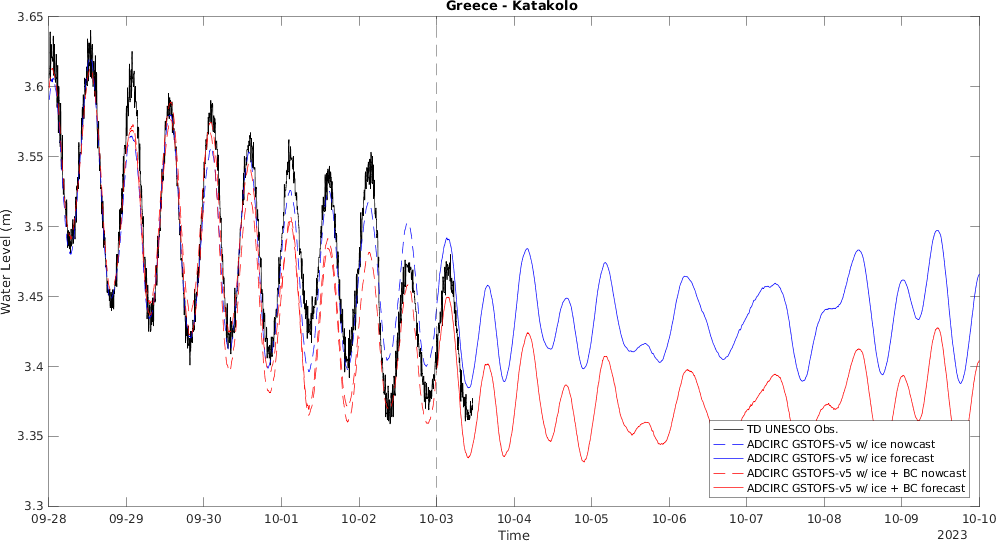 Greece - Katakolo
3.65
3.6
3.55
3.5
3.45
3.4
3.35
3.3
Water Level (m)
TD UNESCO Obs.
ADCIRC GSTOFS-v5 w/ ice nowcast
ADCIRC GSTOFS-v5 w/ ice forecast
ADCIRC GSTOFS-v5 w/ ice + BC nowcast
ADCIRC GSTOFS-v5 w/ ice + BC forecast
09-28 09-29 09-30 10-01 10-02 10-03 10-04 10-05 10-06 10-07 10-08 10-09 10-10
Time
2023